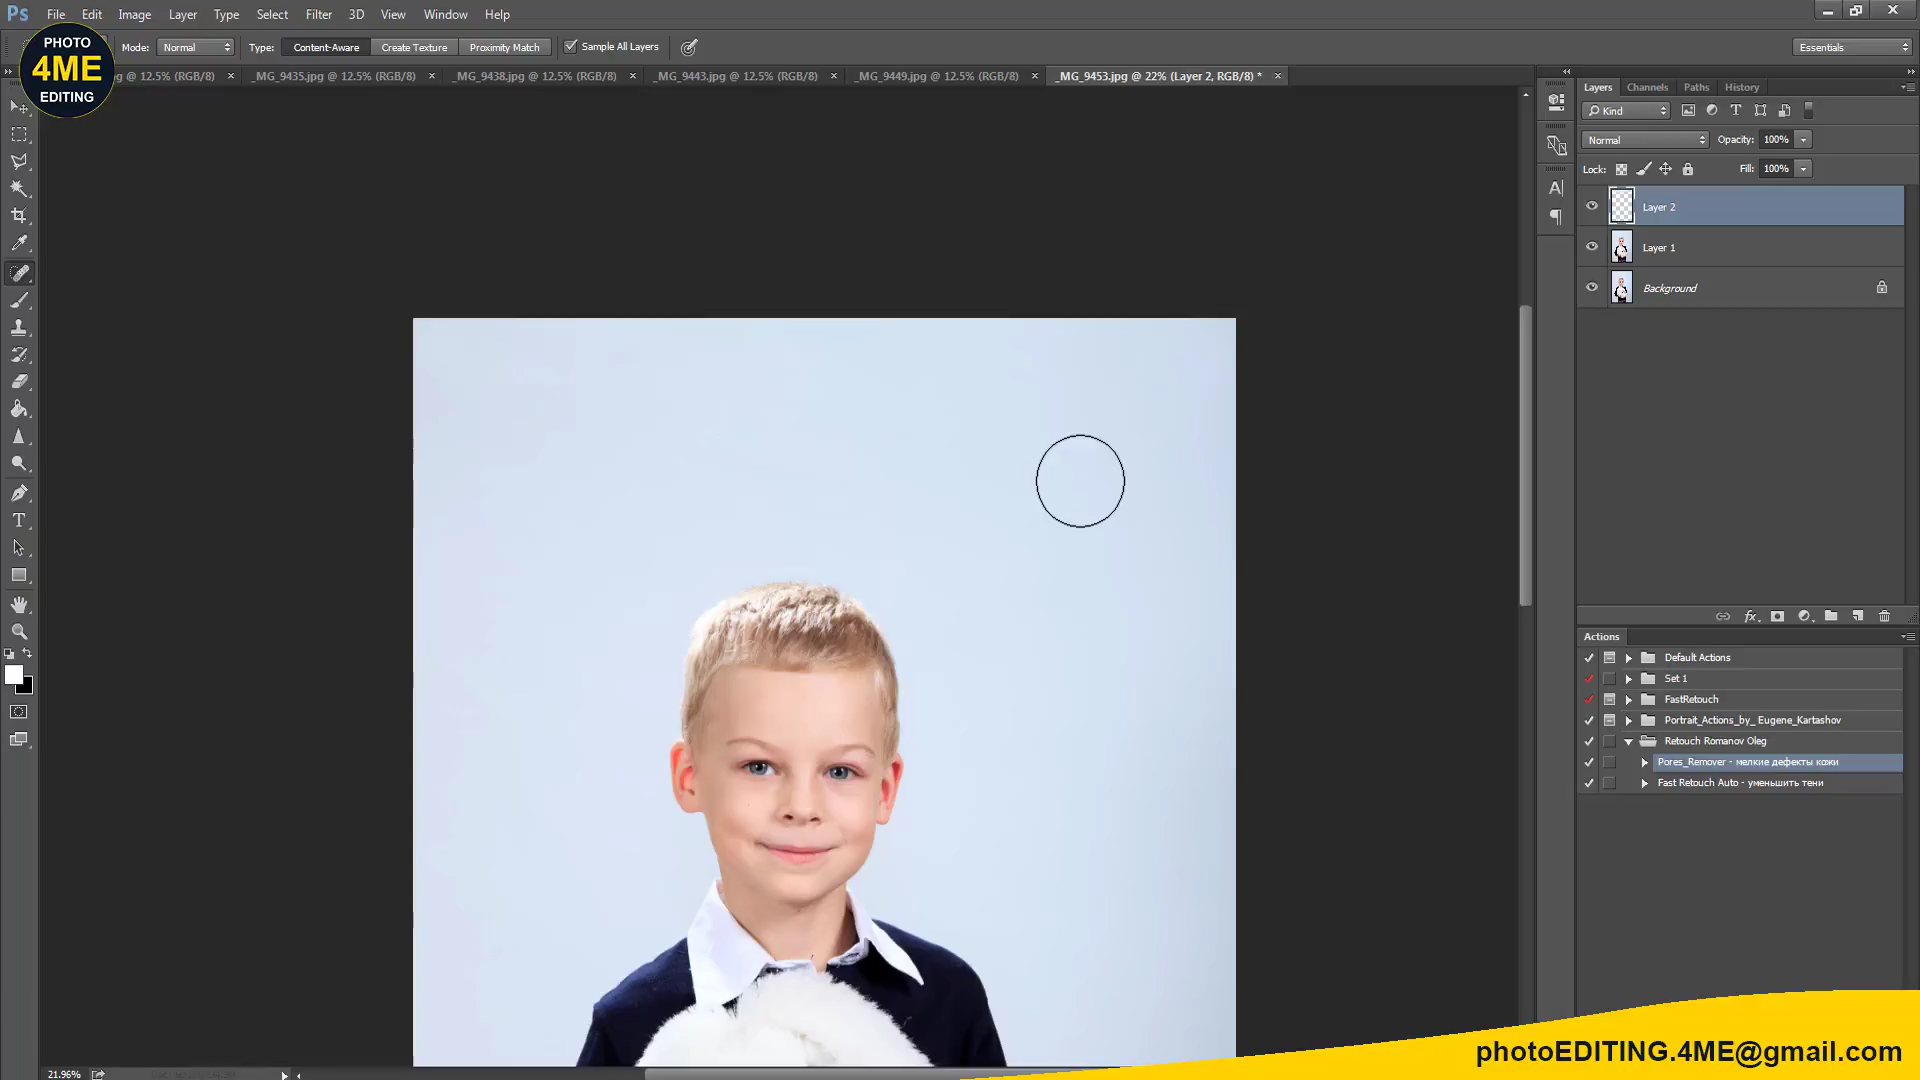 Ps File Edit Image Layer Type Select Filter 3D View Window Help
PHOTO
4ME
EDITING
Mode: Normal Type: Content-Aware Create Texture Proximity Match Sample All Layers Essentials
pg @ 12.5% (RGB/8) × _MG_9435.jpg @ 12.5% (RGB/8) × _MG_9438.jpg @ 12.5% (RGB/8) × _MG_9443.jpg @ 12.5% (RGB/8) × _MG_9449.jpg @ 12.5% (RGB/8) × _MG_9453.jpg @ 22% (Layer 2, RGB/8) * ×
Layers Channels Paths History
Kind
Normal Opacity: 100%
Lock: Fill: 100%
Layer 2
Layer 1
Background
Actions
Default Actions
Set 1
FastRetouch
Portrait_Actions_by_ Eugene_Kartashov
Retouch Romanov Oleg
Pores_Remover - мелкие дефекты кожи
Fast Retouch Auto - уменьшить тени
21.96%
photoEDITING.4ME@gmail.com